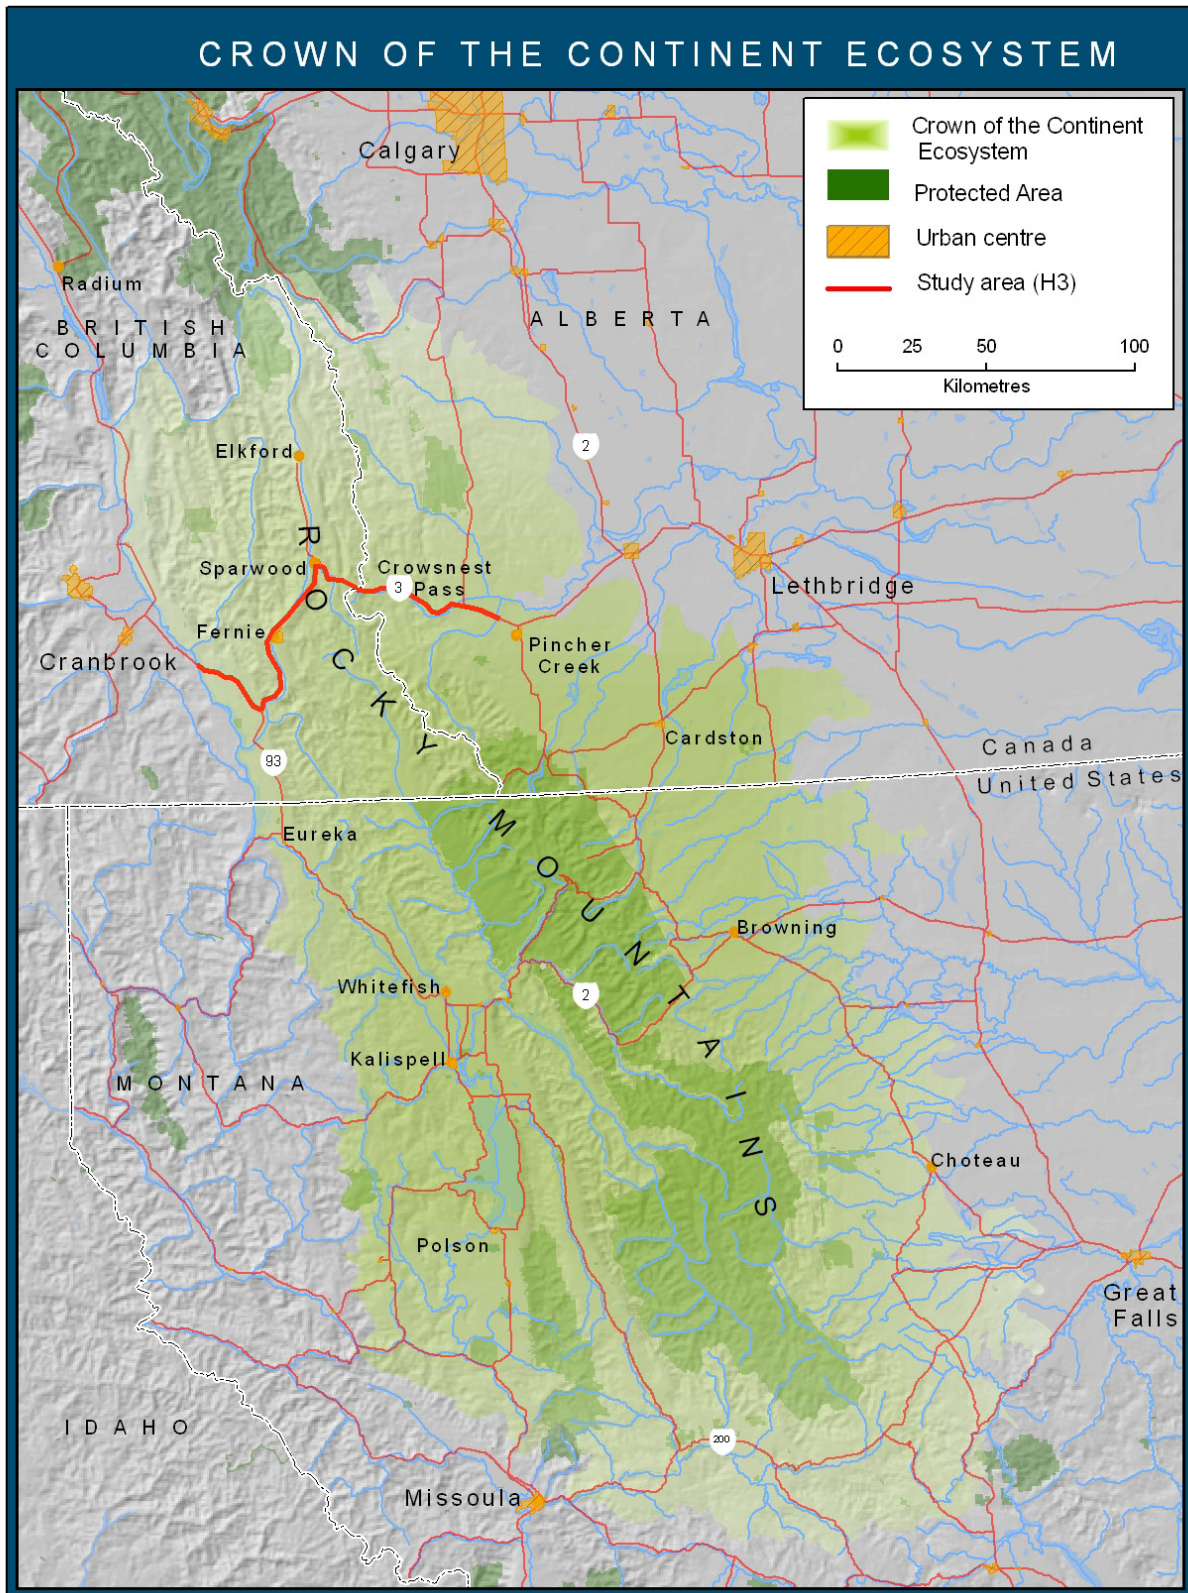 CROWN OF THE CONTINENT ECOSYSTEM
Crown of the Continent
Ecosystem
Protected Area
Urban centre
Study area (H3)
0 25 50 100
Kilometres
Calgary
Radium
BRITISH
COLUMBIA
ALBERTA
Elkford
2
Sparwood
Crowsnest
Pass
3
Lethbridge
Fernie
Cranbrook
Pincher
Creek
Cardston
93
Canada
United States
Eureka
ROCKY MOUNTAINS
Browning
Whitefish
2
Kalispell
MONTANA
Choteau
Polson
Great
Falls
IDAHO
200
Missoula